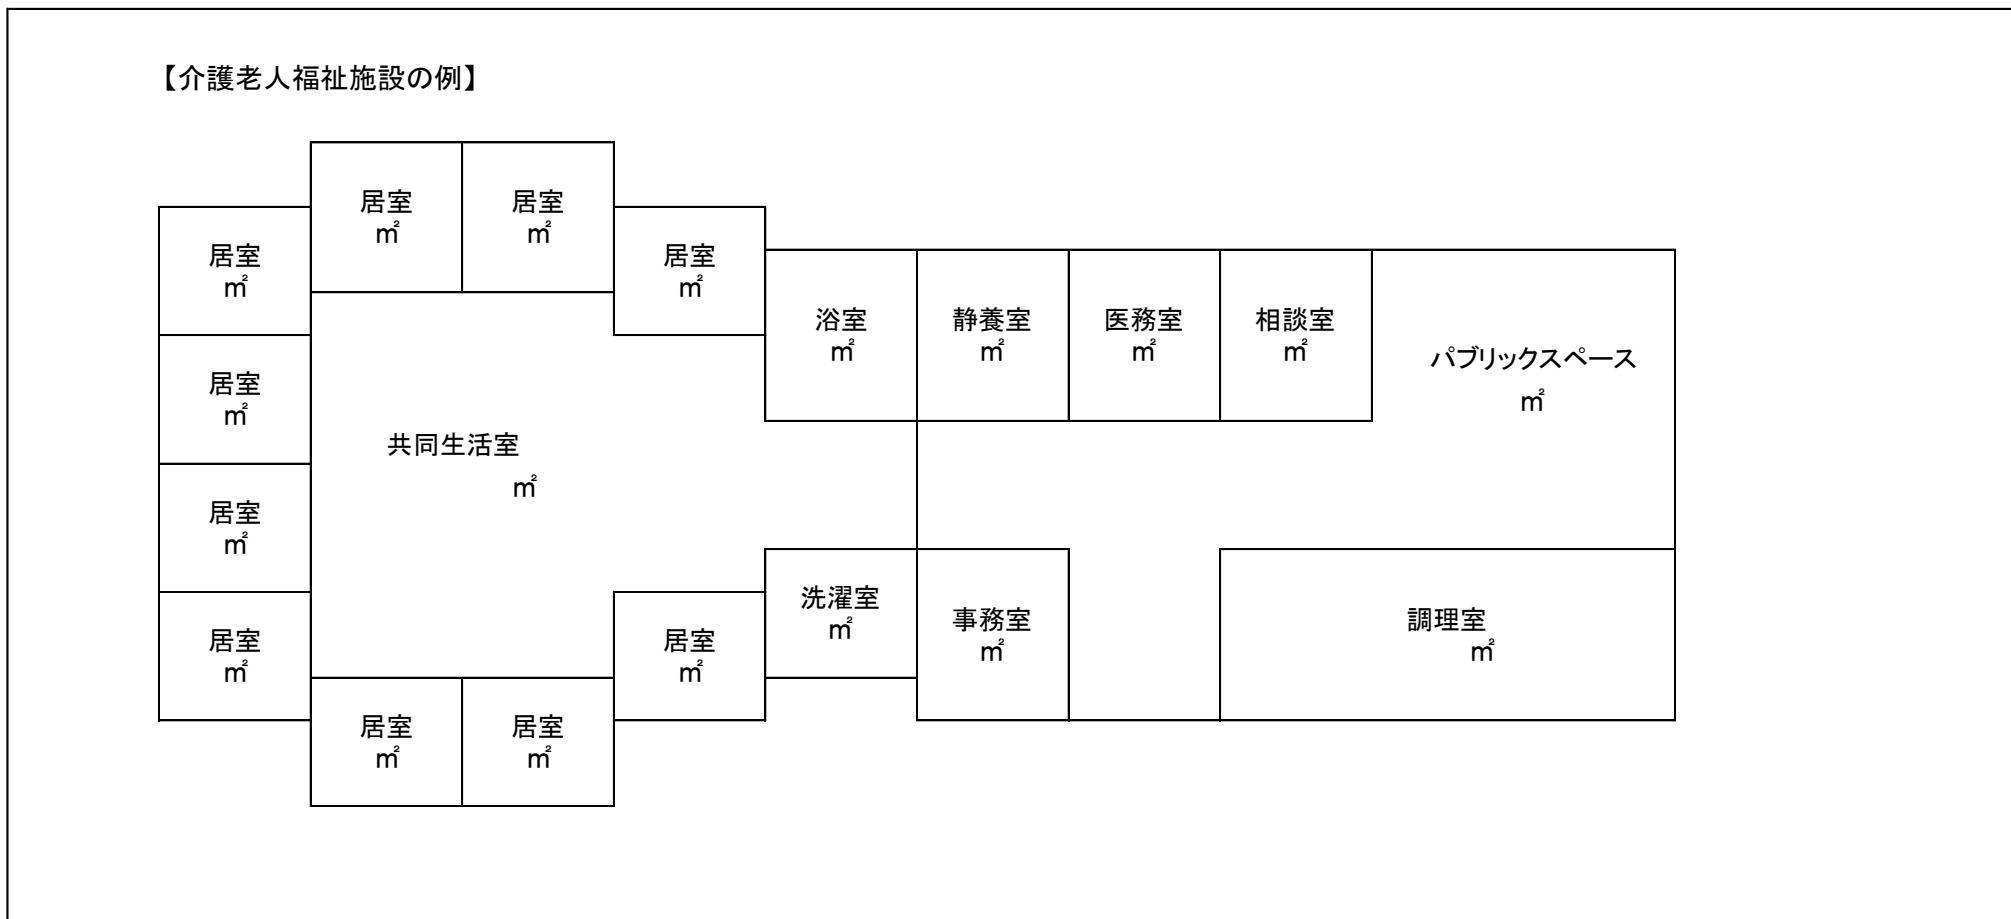 【介護老人福祉施設の例】
居室
㎡
居室
㎡
居室
㎡
居室
㎡
浴室
㎡
静養室
㎡
医務室
㎡
相談室
㎡
パブリックスペース
㎡
居室
㎡
共同生活室
㎡
居室
㎡
居室
㎡
居室
㎡
洗濯室
㎡
事務室
㎡
調理室
㎡
居室
㎡
居室
㎡